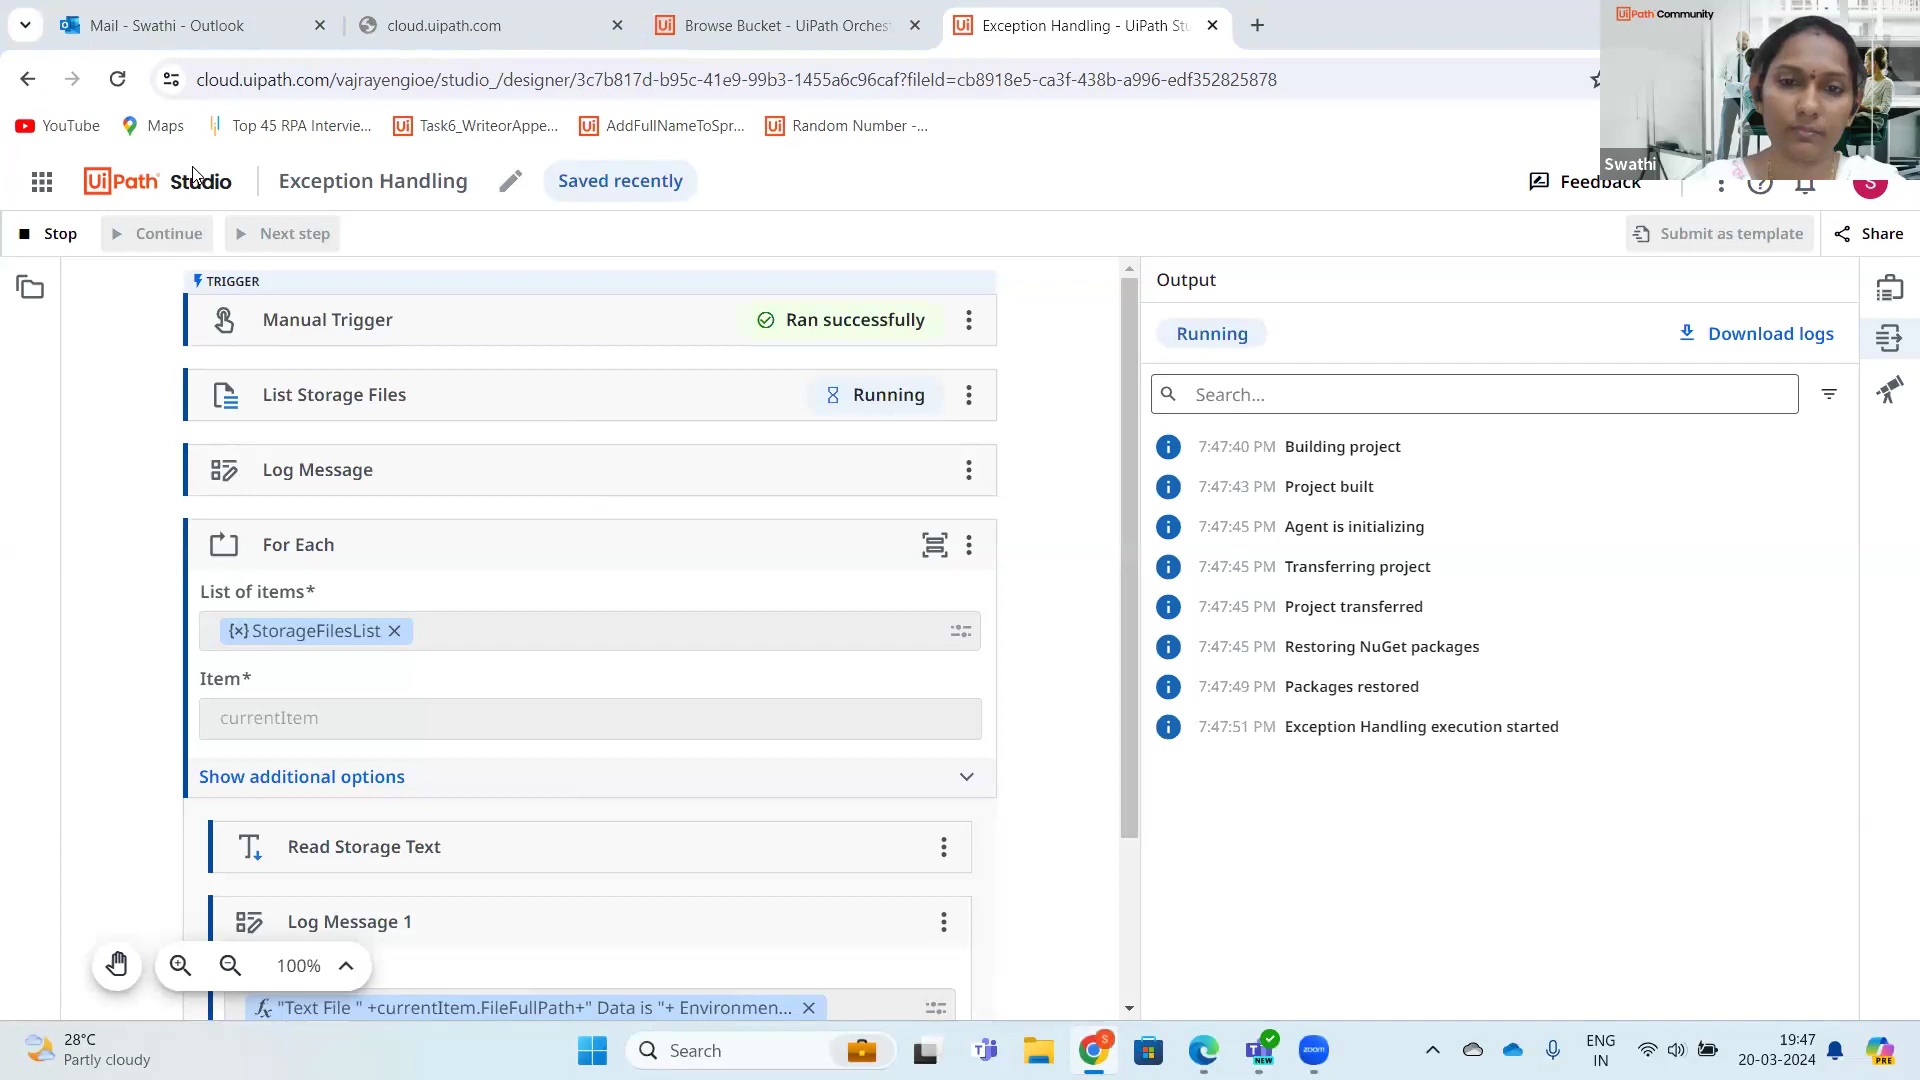 Mail - Swathi - Outlook
cloud.uipath.com
Browse Bucket - UiPath Orches
Exception Handling - UiPath Stu
UiPath Community
cloud.uipath.com/vajrayengioe/studio_/designer/3c7b817d-b95c-41e9-99b3-1455a6c96caf?fileId=cb8918e5-ca3f-438b-a996-edf352825878
YouTube
Maps
Top 45 RPA Intervie...
Task6_WriteorAppe...
AddFullNameToSpr...
Random Number -...
Swathi
UiPath Studio
Exception Handling
Saved recently
Feedback
S
Stop
Continue
Next step
Submit as template
Share
TRIGGER
Manual Trigger
Ran successfully
List Storage Files
Running
Log Message
For Each
List of items*
{x} StorageFilesList
Item*
currentItem
Show additional options
Read Storage Text
Log Message 1
100%
fx "Text File " +currentItem.FileFullPath+" Data is "+ Environmen...
Output
Running
Download logs
Search...
7:47:40 PM Building project
7:47:43 PM Project built
7:47:45 PM Agent is initializing
7:47:45 PM Transferring project
7:47:45 PM Project transferred
7:47:45 PM Restoring NuGet packages
7:47:49 PM Packages restored
7:47:51 PM Exception Handling execution started
28°C
Partly cloudy
Search
S
NEW
zoom
ENG
IN
19:47
20-03-2024
PRE